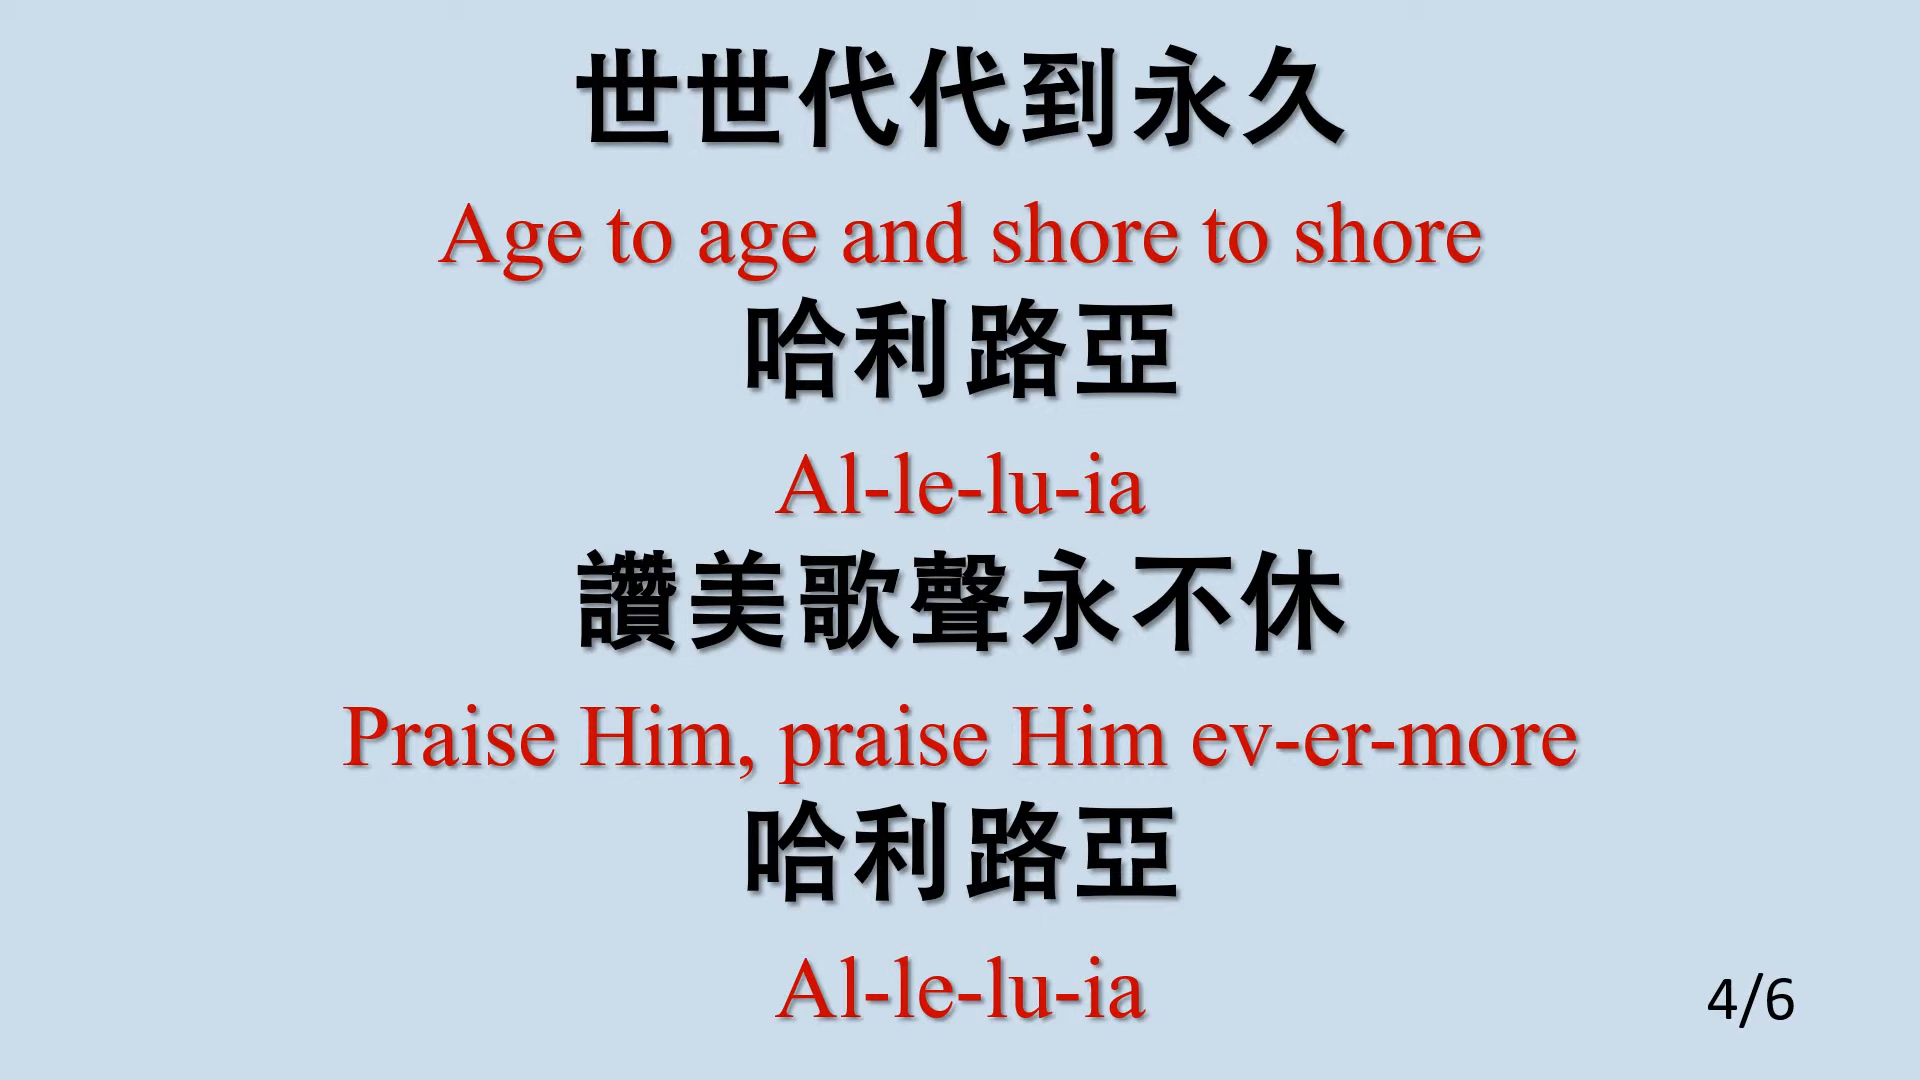 世世代代到永久
Age to age and shore to shore
哈利路亞
Al-le-lu-ia
讚美歌聲永不休
Praise Him, praise Him ev-er-more
哈利路亞
Al-le-lu-ia
4/6